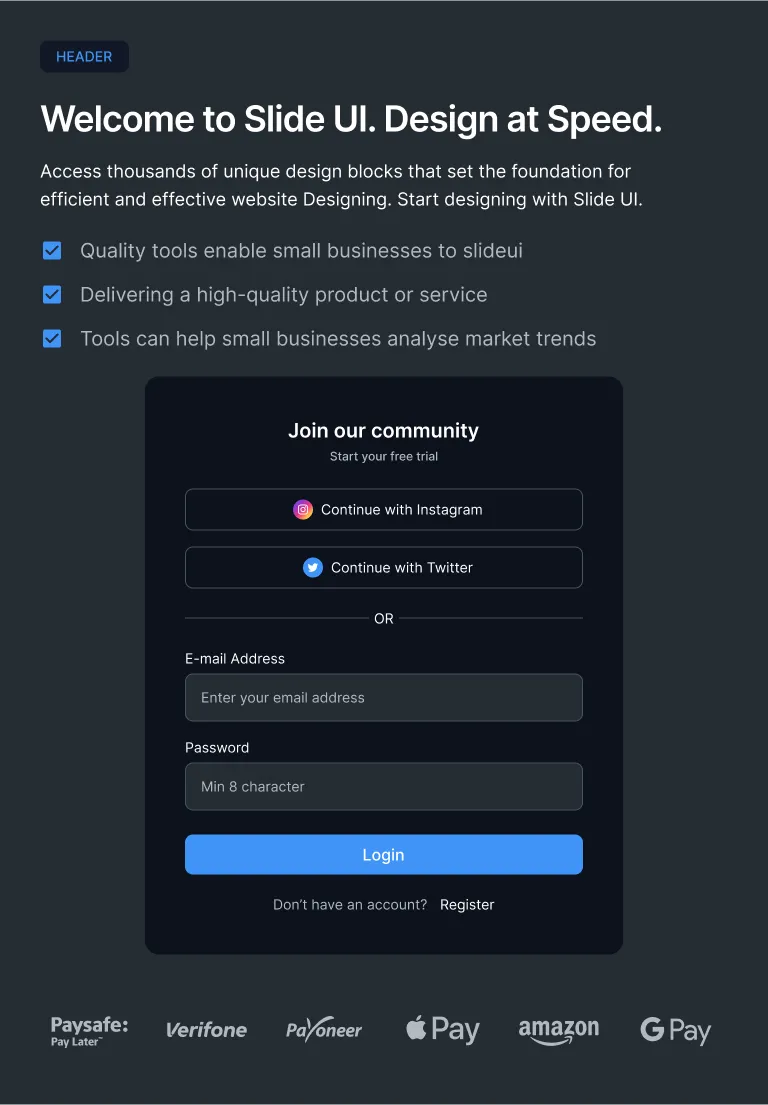 HEADER
Welcome to Slide UI. Design at Speed.
Access thousands of unique design blocks that set the foundation for
efficient and effective website Designing. Start designing with Slide UI.
Quality tools enable small businesses to slideui
Delivering a high-quality product or service
Tools can help small businesses analyse market trends
Join our community
Start your free trial
Continue with Instagram
Continue with Twitter
OR
E-mail Address
Enter your email address
Password
Min 8 character
Login
Don’t have an account? Register
Paysafe:
Pay Later™
Verifone
Payoneer
Pay
amazon
G Pay